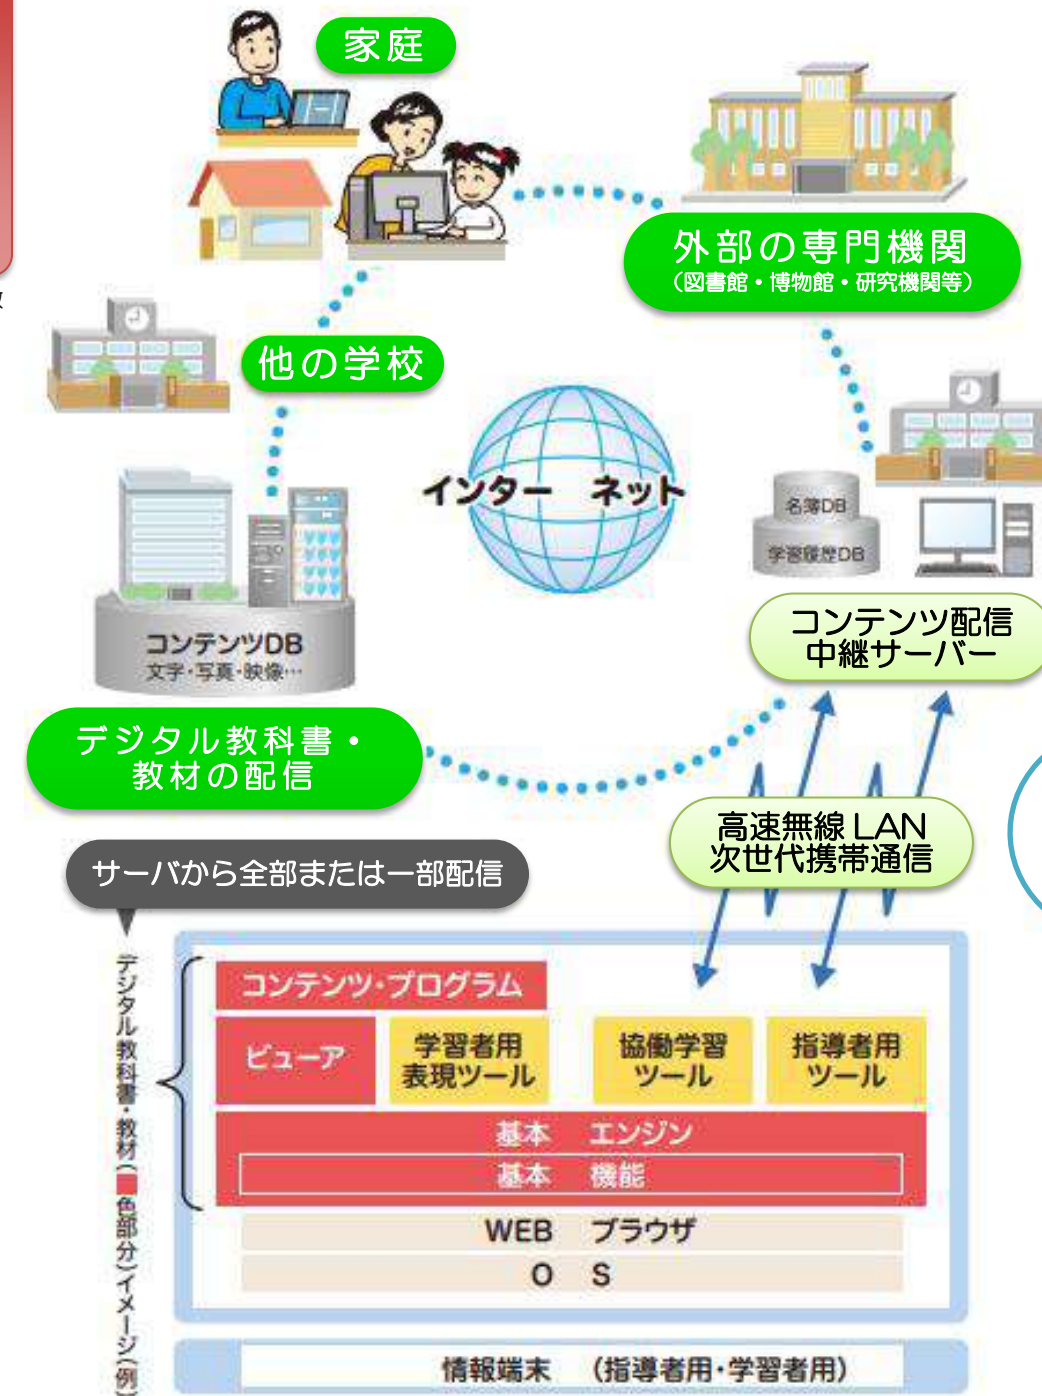 家庭
外部の専門機関
（図書館・博物館・研究機関等）
他の学校
インターネット
名簿DB
学習履歴DB
コンテンツDB
文字・写真・映像…
コンテンツ配信
中継サーバー
デジタル教科書・
教材の配信
高速無線 LAN
次世代携帯通信
サーバから全部または一部配信
デジタル教科書・教材（色部分）イメージ（例）
コンテンツ・プログラム
ビューア
学習者用
表現ツール
協働学習
ツール
指導者用
ツール
基本 エンジン
基本 機能
WEB ブラウザ
O S
情報端末 （指導者用・学習者用）